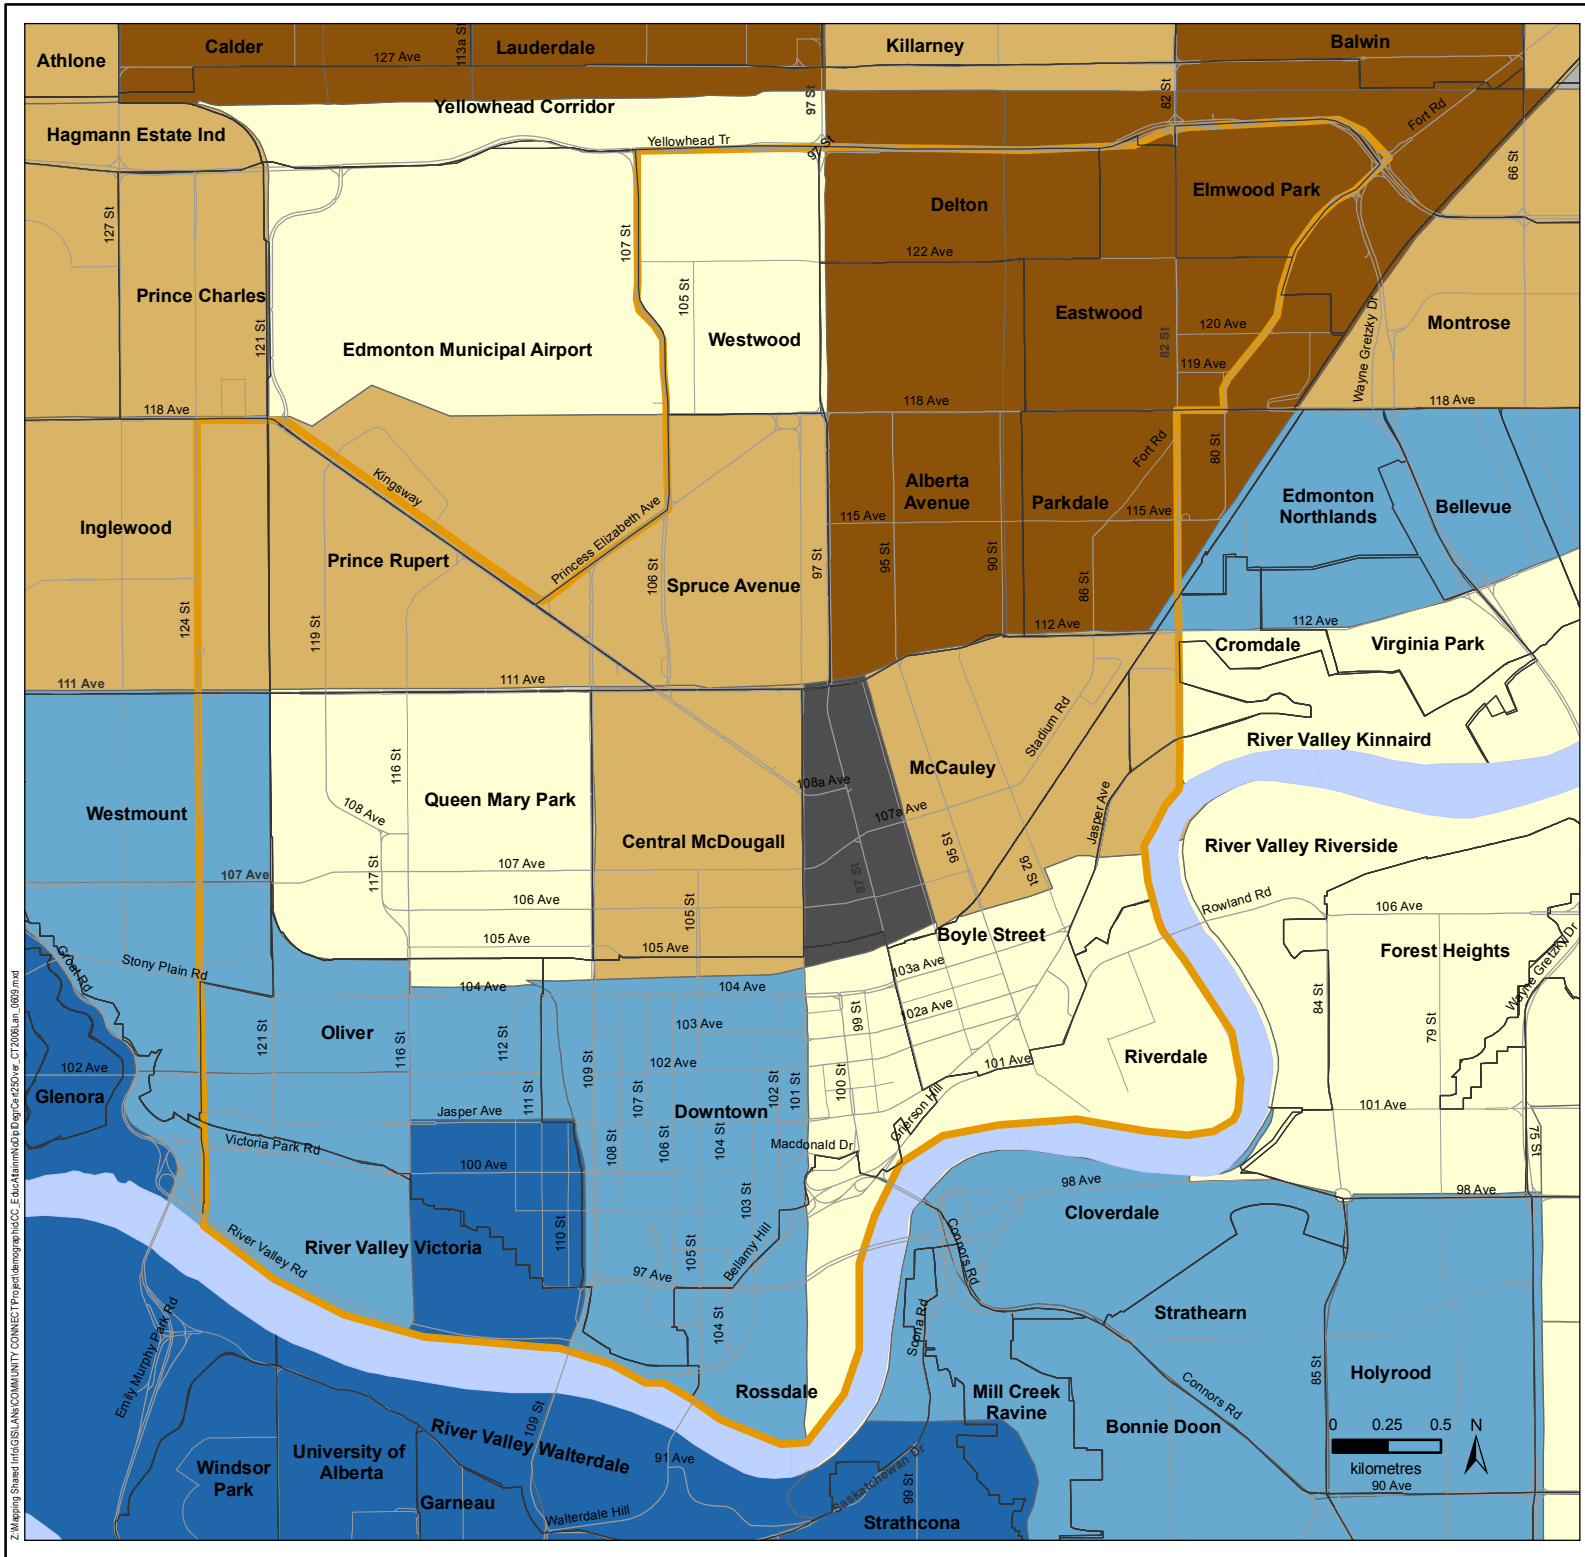 Athlone
Calder
113a St
Lauderdale
127 Ave
Killarney
Balwin
Yellowhead Corridor
97 St
82 St
Fort Rd
Hagmann Estate Ind
Yellowhead Tr
97 St
66 St
127 St
107 St
Delton
Elmwood Park
122 Ave
Prince Charles
121 St
105 St
Edmonton Municipal Airport
Westwood
Eastwood
82 St
120 Ave
119 Ave
Wayne Gretzky Dr
Montrose
118 Ave
118 Ave
118 Ave
Kingsway
Fort Rd
80 St
Inglewood
Prince Rupert
Princess Elizabeth Ave
106 St
Spruce Avenue
97 St
115 Ave
95 St
Alberta
Avenue
90 St
Parkdale
115 Ave
86 St
Edmonton
Northlands
Bellevue
124 St
119 St
112 Ave
112 Ave
Cromdale
Virginia Park
111 Ave
111 Ave
Stadium Rd
River Valley Kinnaird
116 St
108a Ave
McCauley
Westmount
108 Ave
Queen Mary Park
Central McDougall
107a Ave
Jasper Ave
River Valley Riverside
107 Ave
117 St
107 Ave
97 St
95 St
92 St
106 Ave
105 St
Rowland Rd
106 Ave
105 Ave
105 Ave
Boyle Street
Forest Heights
Wayne Gretzky Dr
Groat Rd
Stony Plain Rd
103a Ave
104 Ave
104 Ave
99 St
102a Ave
84 St
79 St
121 St
Oliver
116 St
112 St
103 Ave
102 Ave
109 St
102 Ave
101 Ave
Riverdale
Glenora
111 St
107 St
102 St
101 St
100 St
Jasper Ave
Downtown
Grierson Hill
101 Ave
Victoria Park Rd
100 Ave
108 St
106 St
104 St
Macdonald Dr
75 St
98 Ave
98 Ave
103 St
Cloverdale
River Valley Rd
River Valley Victoria
110 St
105 St
Bellamy Hill
97 Ave
Connors Rd
Emily Murphy Park Rd
104 St
Scona Rd
Strathearn
85 St
Holyrood
Rossdale
Mill Creek
Ravine
Connors Rd
Bonnie Doon
0 0.25 0.5
N
kilometres
109 St
River Valley Walterdale
University of
Alberta
91 Ave
Windsor
Park
Garneau
Walterdale Hill
Saskatchewan Dr
99 St
Strathcona
90 Ave